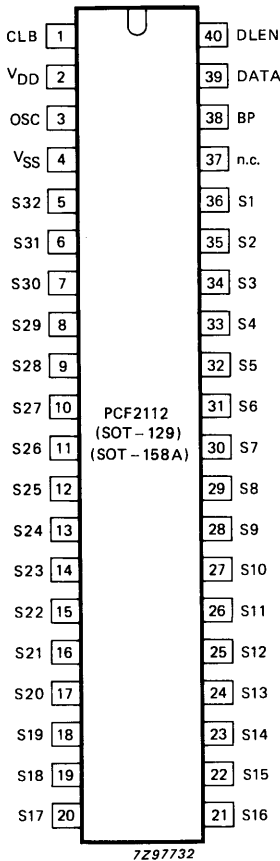 CLB 1 40 DLEN
VDD 2 39 DATA
OSC 3 38 BP
VSS 4 37 n.c.
S32 5 36 S1
S31 6 35 S2
S30 7 34 S3
S29 8 33 S4
S28 9 32 S5
S27 10 31 S6
PCF2112
(SOT-129)
(SOT-158A)
S26 11 30 S7
S25 12 29 S8
S24 13 28 S9
S23 14 27 S10
S22 15 26 S11
S21 16 25 S12
S20 17 24 S13
S19 18 23 S14
S18 19 22 S15
S17 20 21 S16
7Z97732